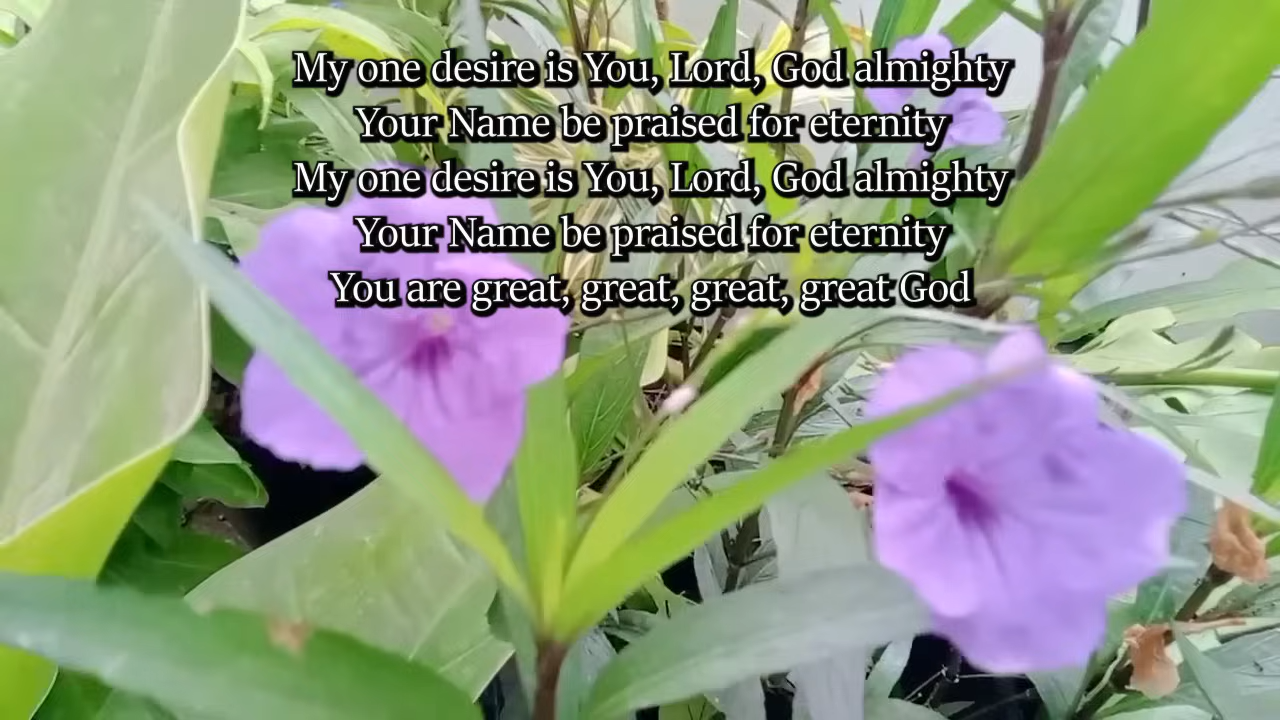 My one desire is You, Lord, God almighty
Your Name be praised for eternity
My one desire is You, Lord, God almighty
Your Name be praised for eternity
You are great, great, great, great God